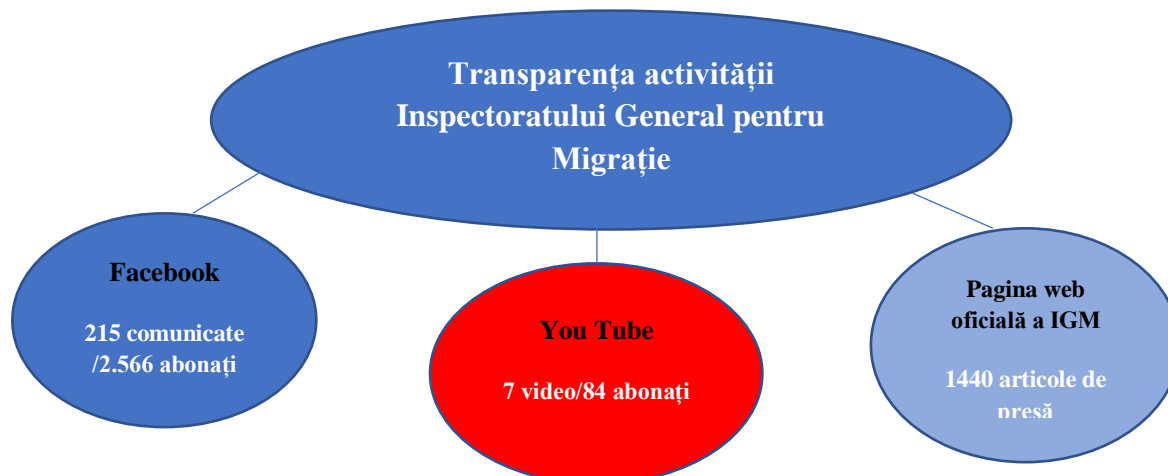 Transparența activității
Inspectoratului General pentru
Migrație
Facebook
215 comunicate
/2.566 abonați
You Tube
7 video/84 abonați
Pagina web
oficială a IGM
1440 articole de
presă